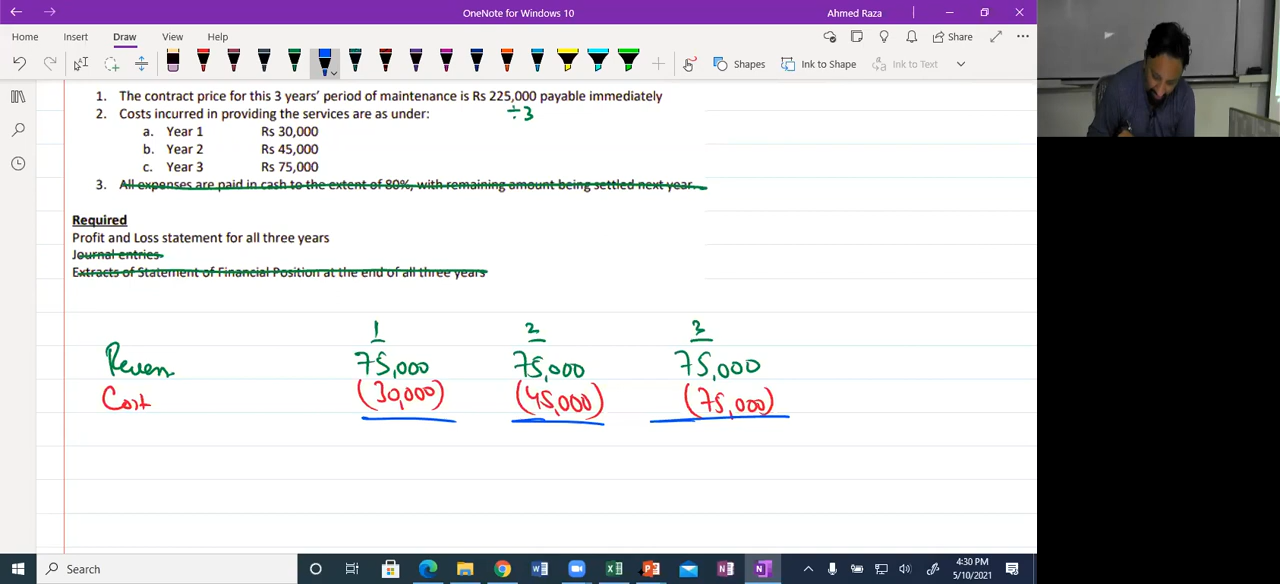 OneNote for Windows 10
Ahmed Raza
Home Insert Draw View Help
Share
Shapes Ink to Shape Ink to Text
1. The contract price for this 3 years' period of maintenance is Rs 225,000 payable immediately
÷3
2. Costs incurred in providing the services are as under:
a. Year 1 Rs 30,000
b. Year 2 Rs 45,000
c. Year 3 Rs 75,000
3. All expenses are paid in cash to the extent of 80%, with remaining amount being settled next year.
Required
Profit and Loss statement for all three years
Journal entries
Extracts of Statement of Financial Position at the end of all three years
1 2 3
75,000 75,000 75,000
Cost (30,000) (45,000) (75,000)
Search
4:30 PM
5/10/2021